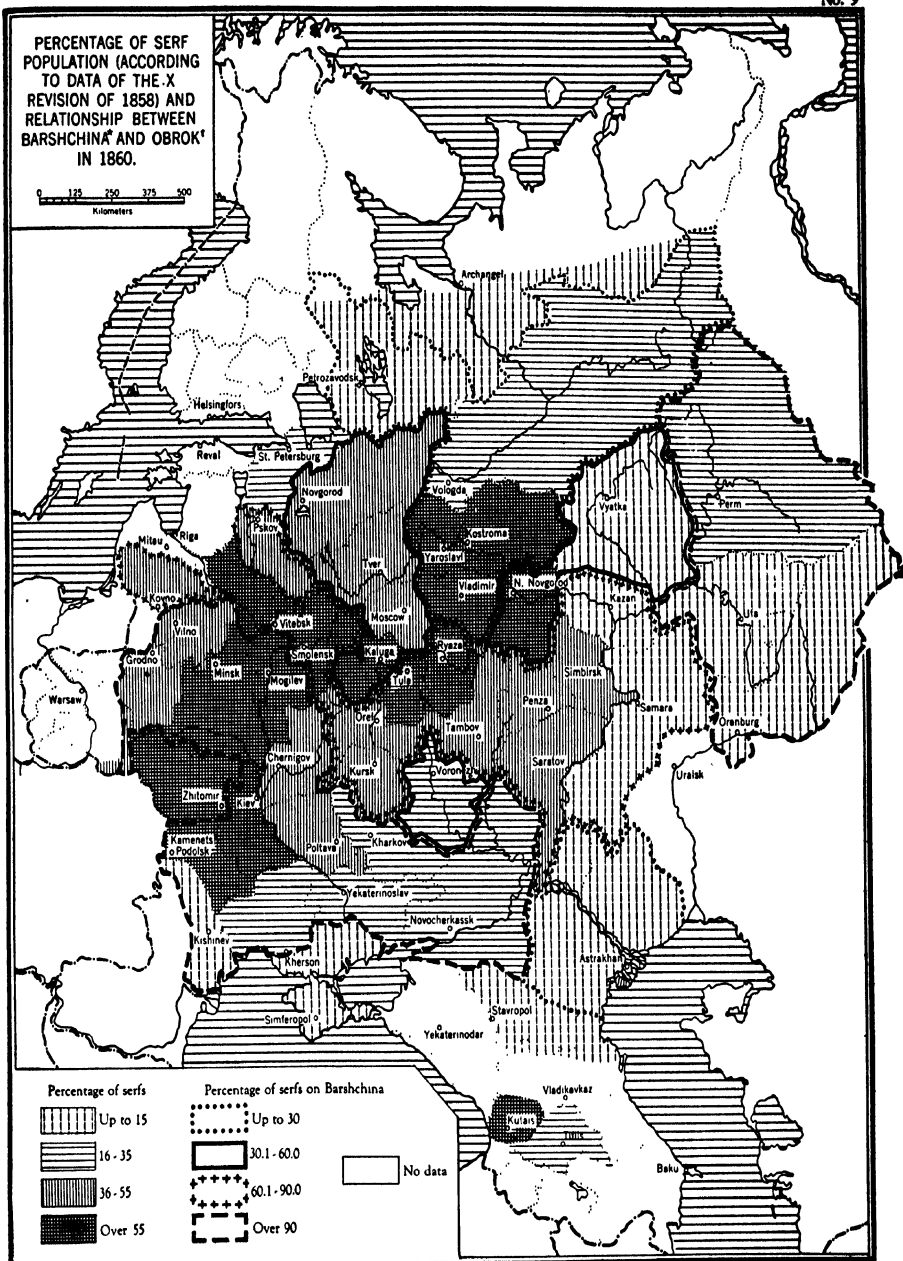 No. 9
PERCENTAGE OF SERF
POPULATION (ACCORDING
TO DATA OF THE X
REVISION OF 1858) AND
RELATIONSHIP BETWEEN
BARSHCHINA* AND OBROK†
IN 1860.
0 125 250 375 500
Kilometers
Archangel
Petrozavodsk
Helsingfors
Reval
St. Petersburg
Novgorod
Vologda
Vyatka
Perm
Pskov
Kostroma
Mitau
Riga
Yaroslavl
Tver
Vladimir
N. Novgorod
Kazan
Ufa
Kovno
Moscow
Vilno
Vitebsk
Smolensk
Kaluga
Ryaza
Grodno
Minsk
Mogilev
Tula
Simbirsk
Warsaw
Penza
Samara
Orel
Tambov
Orenburg
Chernigov
Kursk
Voronezh
Saratov
Uralsk
Zhitomir
Kiev
Kamenets
Podolsk
Poltava
Kharkov
Yekaterinoslav
Novocherkassk
Kishinev
Kherson
Astrakhan
Simferopol
Stavropol
Yekaterinodar
Vladikavkaz
Kutais
Tiflis
Baku
Percentage of serfs
Up to 15
16 - 35
36 - 55
Over 55
Percentage of serfs on Barshchina
Up to 30
30.1 - 60.0
60.1 - 90.0
Over 90
No data